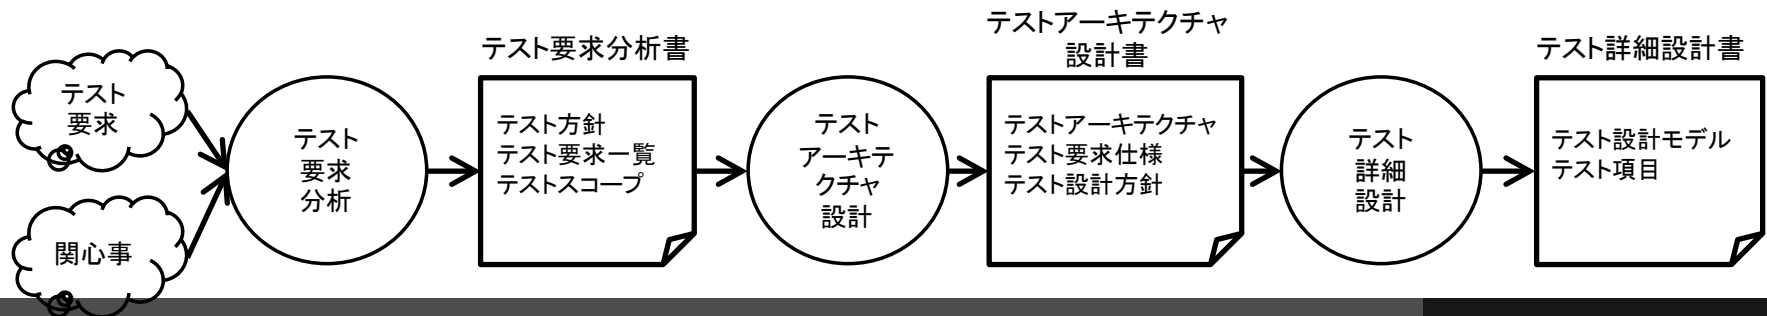 テスト
要求
関心事
テスト
要求
分析
テスト要求分析書
テスト方針
テスト要求一覧
テストスコープ
テスト
アーキテ
クチャ
設計
テストアーキテクチャ
設計書
テストアーキテクチャ
テスト要求仕様
テスト設計方針
テスト
詳細
設計
テスト詳細設計書
テスト設計モデル
テスト項目